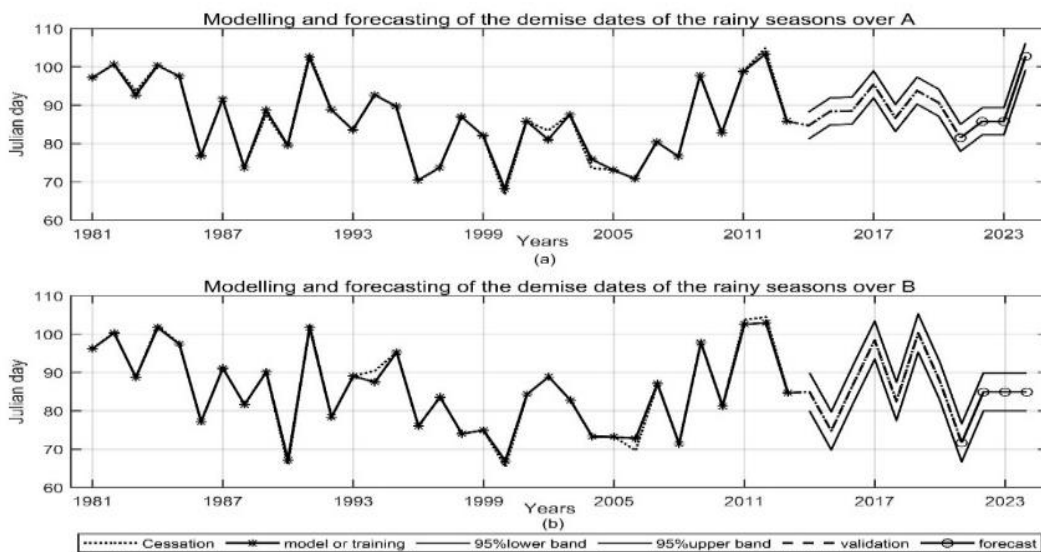 Modelling and forecasting of the demise dates of the rainy seasons over A
110
100
90
80
70
60
Julian day
1981 1987 1993 1999 2005 2011 2017 2023
Years
(a)
Modelling and forecasting of the demise dates of the rainy seasons over B
110
100
90
80
70
60
Julian day
1981 1987 1993 1999 2005 2011 2017 2023
Years
(b)
Cessation model or training 95%lower band 95%upper band validation forecast